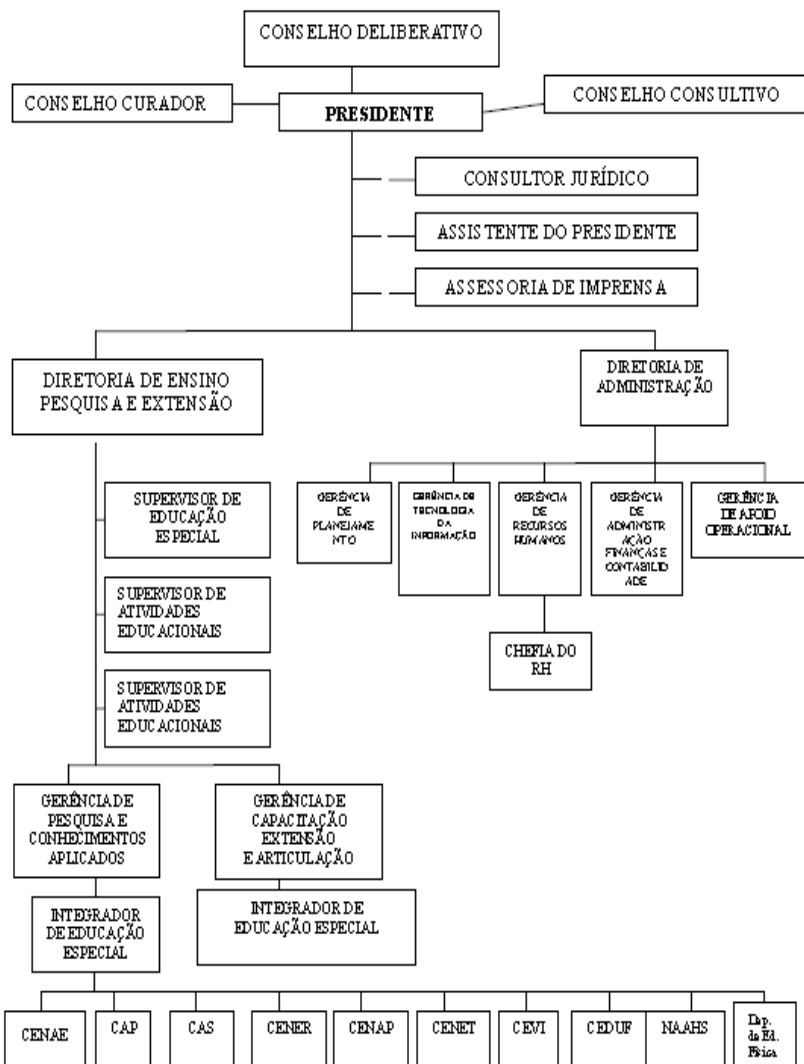 CONSELHO DELIBERATIVO
CONSELHO CURADOR
PRESIDENTE
CONSELHO CONSULTIVO
CONSULTOR JURÍDICO
ASSISTENTE DO PRESIDENTE
ASSESSORIA DE IMPRENSA
DIRETORIA DE ENSINO
PESQUISA E EXTENSÃO
DIRETORIA DE
ADMINISTRAÇÃO
GERÊNCIA
DE
PLANEJAME
NTO
GERÊNCIA DE
TECNOLOGIA
DA
INFORMAÇÃO
GERÊNCIA
DE
RECURSOS
HUMANOS
GERÊNCIA
DE
ADMINISTR
AÇÃO
FINANÇAS E
CONTABILID
ADE
GERÊNCIA
DE APOIO
OPERACIONAL
CHEFIA DO
RH
SUPERVISOR DE
EDUCAÇÃO
ESPECIAL
SUPERVISOR DE
ATIVIDADES
EDUCACIONAIS
SUPERVISOR DE
ATIVIDADES
EDUCACIONAIS
GERÊNCIA DE
PESQUISA E
CONHECIMENTOS
APLICADOS
GERÊNCIA DE
CAPACITAÇÃO
EXTENSÃO
E ARTICULAÇÃO
INTEGRADOR
DE EDUCAÇÃO
ESPECIAL
INTEGRADOR DE
EDUCAÇÃO ESPECIAL
CENAE
CAP
CAS
CENER
CENAP
CENET
CEVI
CEDUF
NAAHS
Dep.
de Ed.
Física